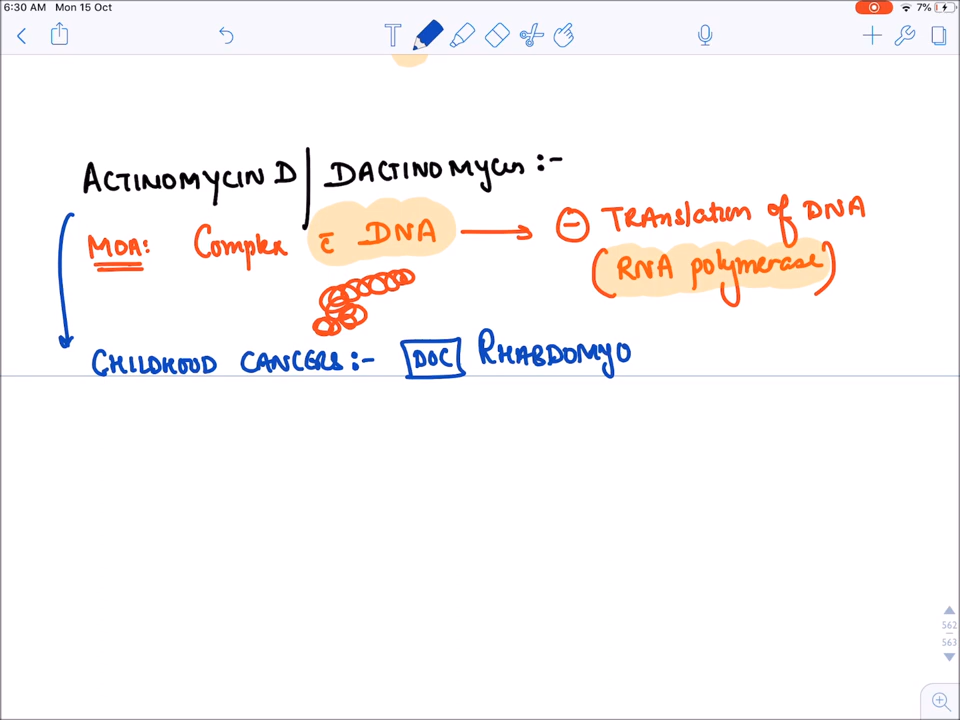 6:30 AM Mon 15 Oct
7%
T
ACTINOMYCIN D | DACTINOMYCIN :-
MOA: Complex c̄ DNA → ⊖ TRANslation of DNA
(RNA polymerase)
CHILDHOOD CANCERS :- DOC RHABDOMYO
562
563